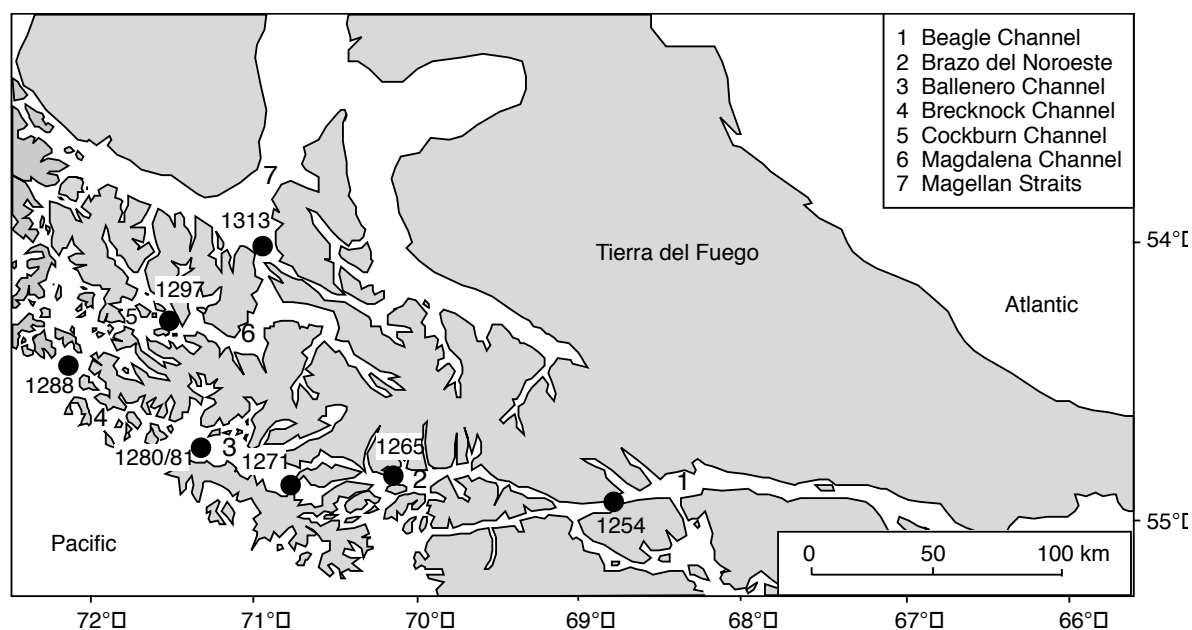 1 Beagle Channel
2 Brazo del Noroeste
3 Ballenero Channel
4 Brecknock Channel
5 Cockburn Channel
6 Magdalena Channel
7 Magellan Straits
7
1313
54°
Tierra del Fuego
1297
Atlantic
5
6
1288
4
3
1280/81
1271
1265
2
1
1254
55°
Pacific
0 50 100 km
72° 71° 70° 69° 68° 67° 66°